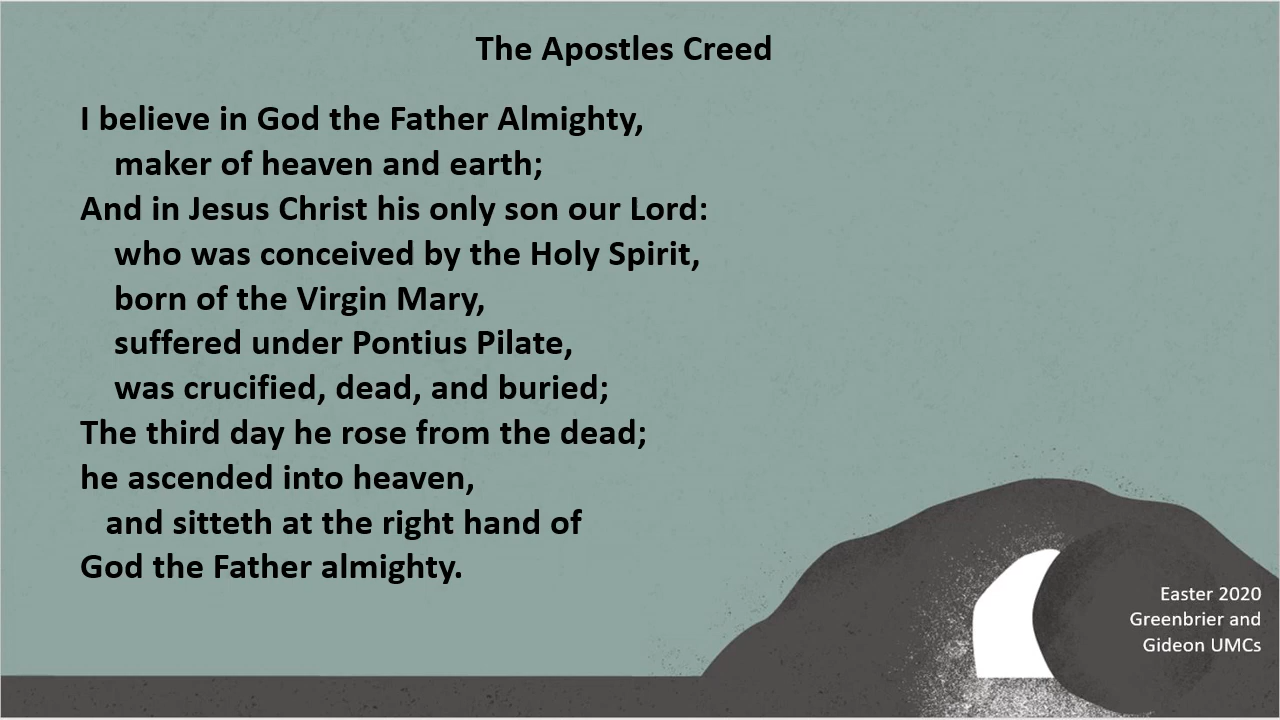 The Apostles Creed
I believe in God the Father Almighty,
maker of heaven and earth;
And in Jesus Christ his only son our Lord:
who was conceived by the Holy Spirit,
born of the Virgin Mary,
suffered under Pontius Pilate,
was crucified, dead, and buried;
The third day he rose from the dead;
he ascended into heaven,
and sitteth at the right hand of
God the Father almighty.
Easter 2020
Greenbrier and
Gideon UMCs